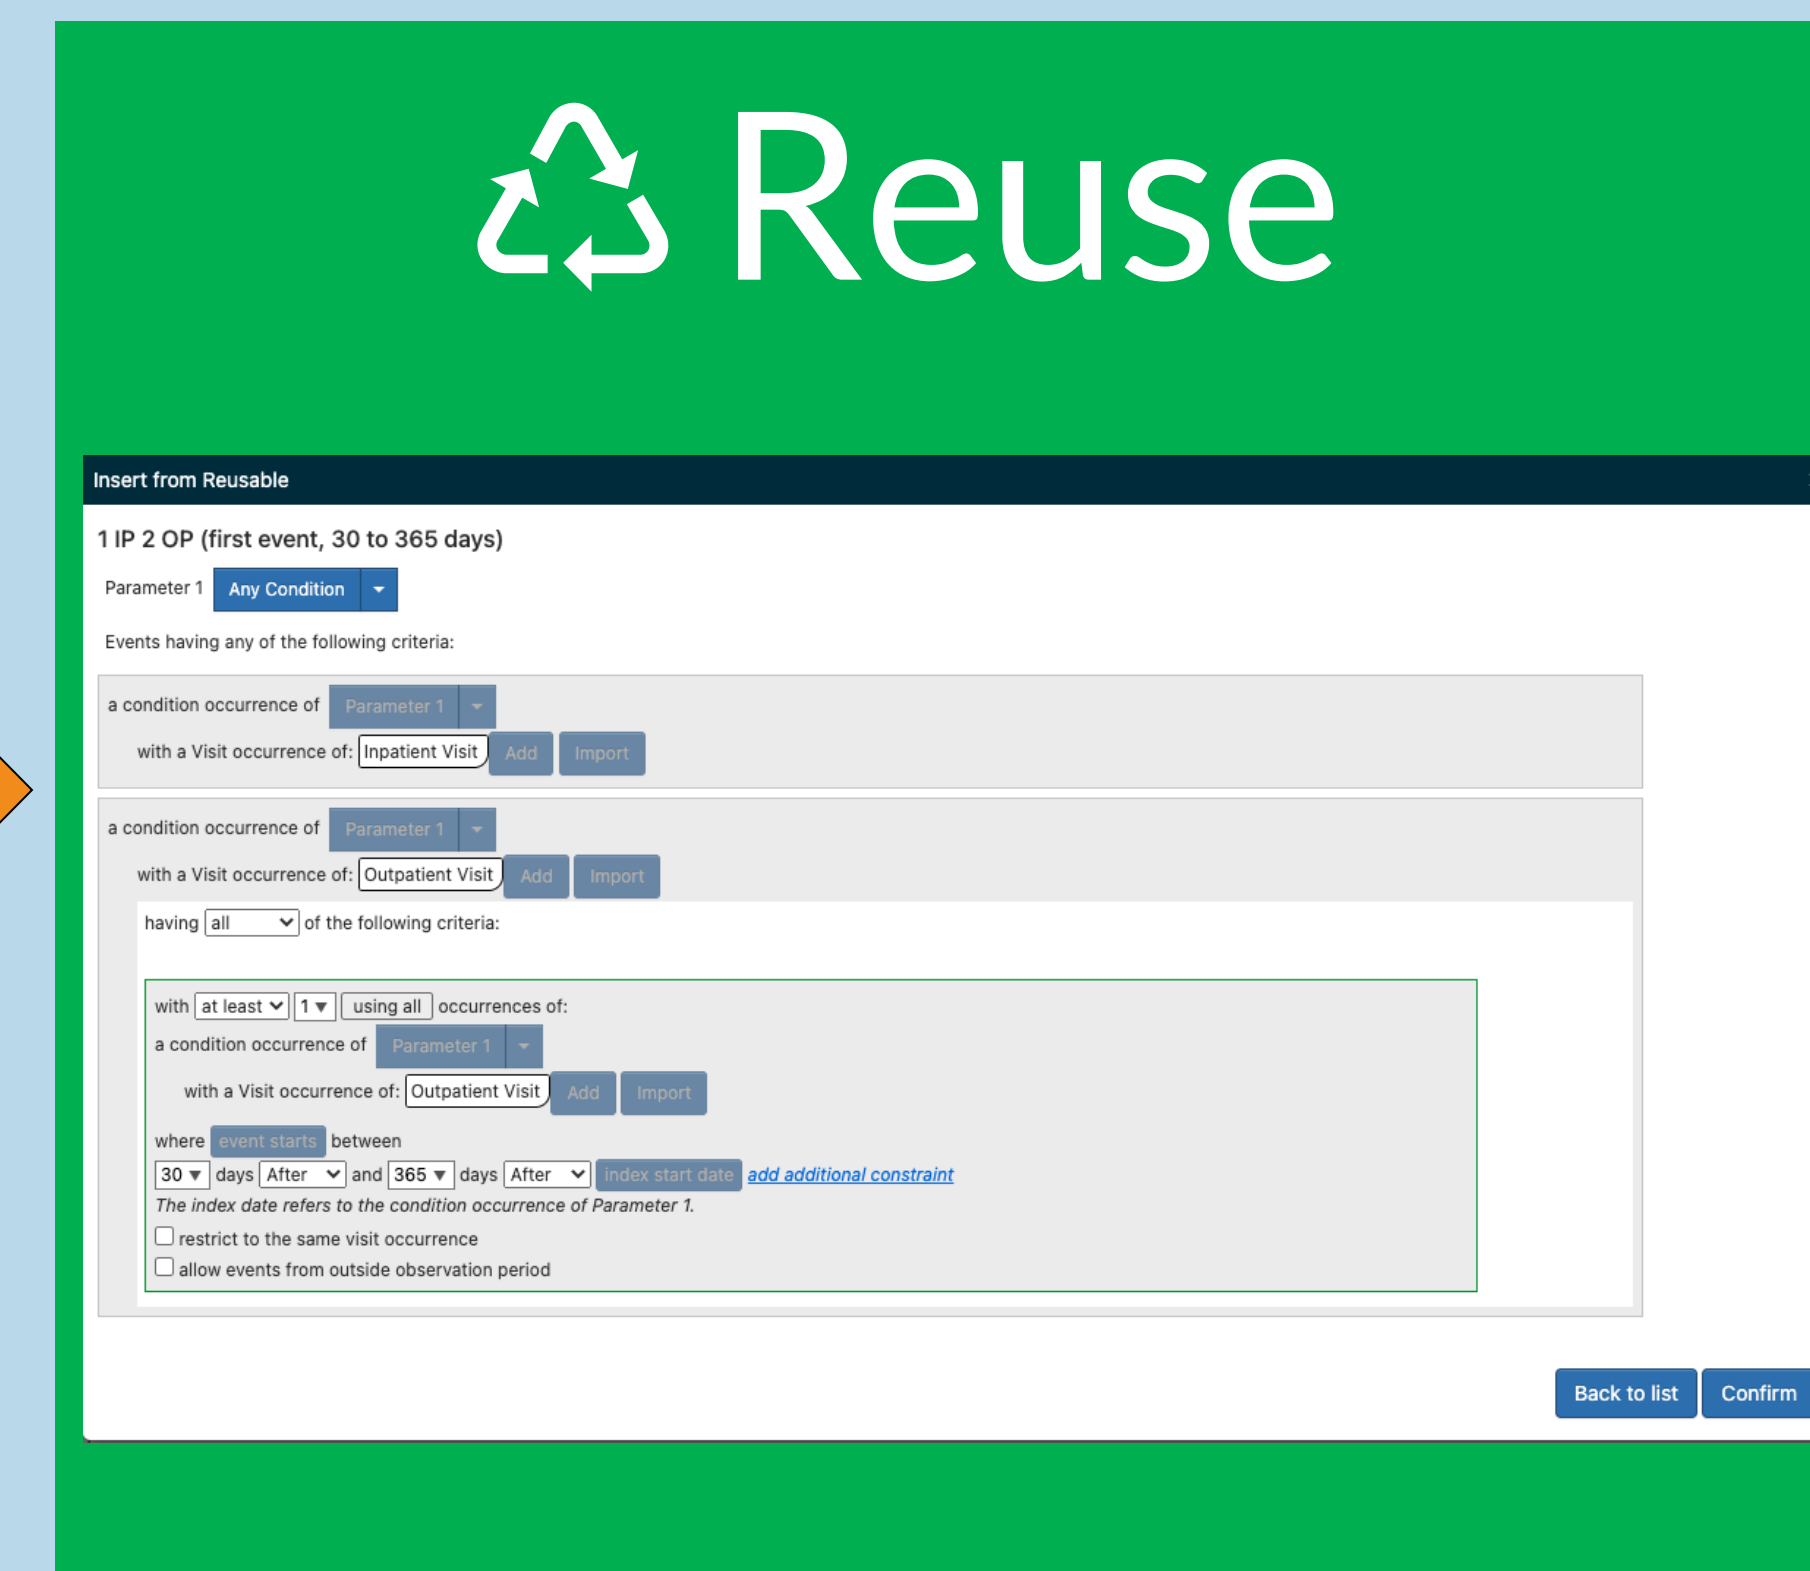 Reuse
Insert from Reusable
1 IP 2 OP (first event, 30 to 365 days)
Parameter 1 Any Condition
Events having any of the following criteria:
a condition occurrence of Parameter 1
with a Visit occurrence of: Inpatient Visit Add Import
a condition occurrence of Parameter 1
with a Visit occurrence of: Outpatient Visit Add Import
having all of the following criteria:
with at least 1 using all occurrences of:
a condition occurrence of Parameter 1
with a Visit occurrence of: Outpatient Visit Add Import
where event starts between
30 days After and 365 days After index start date add additional constraint
The index date refers to the condition occurrence of Parameter 1.
restrict to the same visit occurrence
allow events from outside observation period
Back to list Confirm